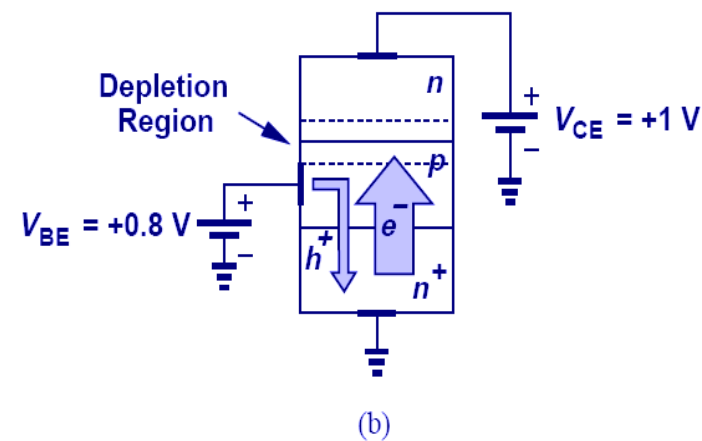 n
Depletion
Region
+
V_CE = +1 V
−
p
+
V_BE = +0.8 V
−
e⁻
h⁺
n⁺
(b)